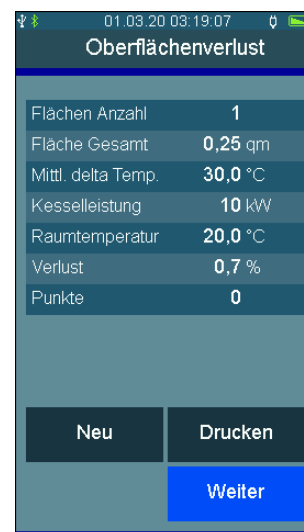 01.03.20 03:19:07
Oberflächenverlust
Flächen Anzahl 1
Fläche Gesamt 0,25 qm
Mittl. delta Temp. 30,0 °C
Kesselleistung 10 kW
Raumtemperatur 20,0 °C
Verlust 0,7 %
Punkte 0
Neu Drucken
Weiter